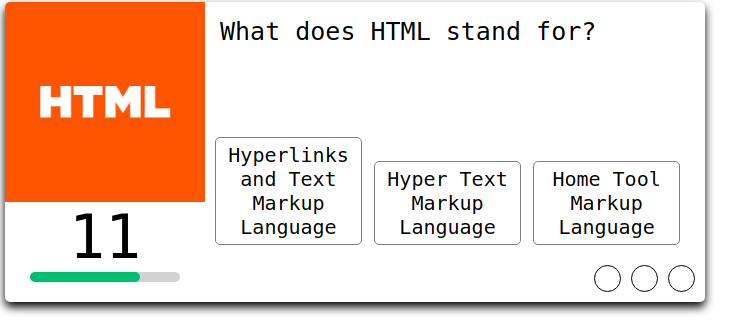 HTML
What does HTML stand for?
Hyperlinks
and Text
Markup
Language
Hyper Text
Markup
Language
Home Tool
Markup
Language
11